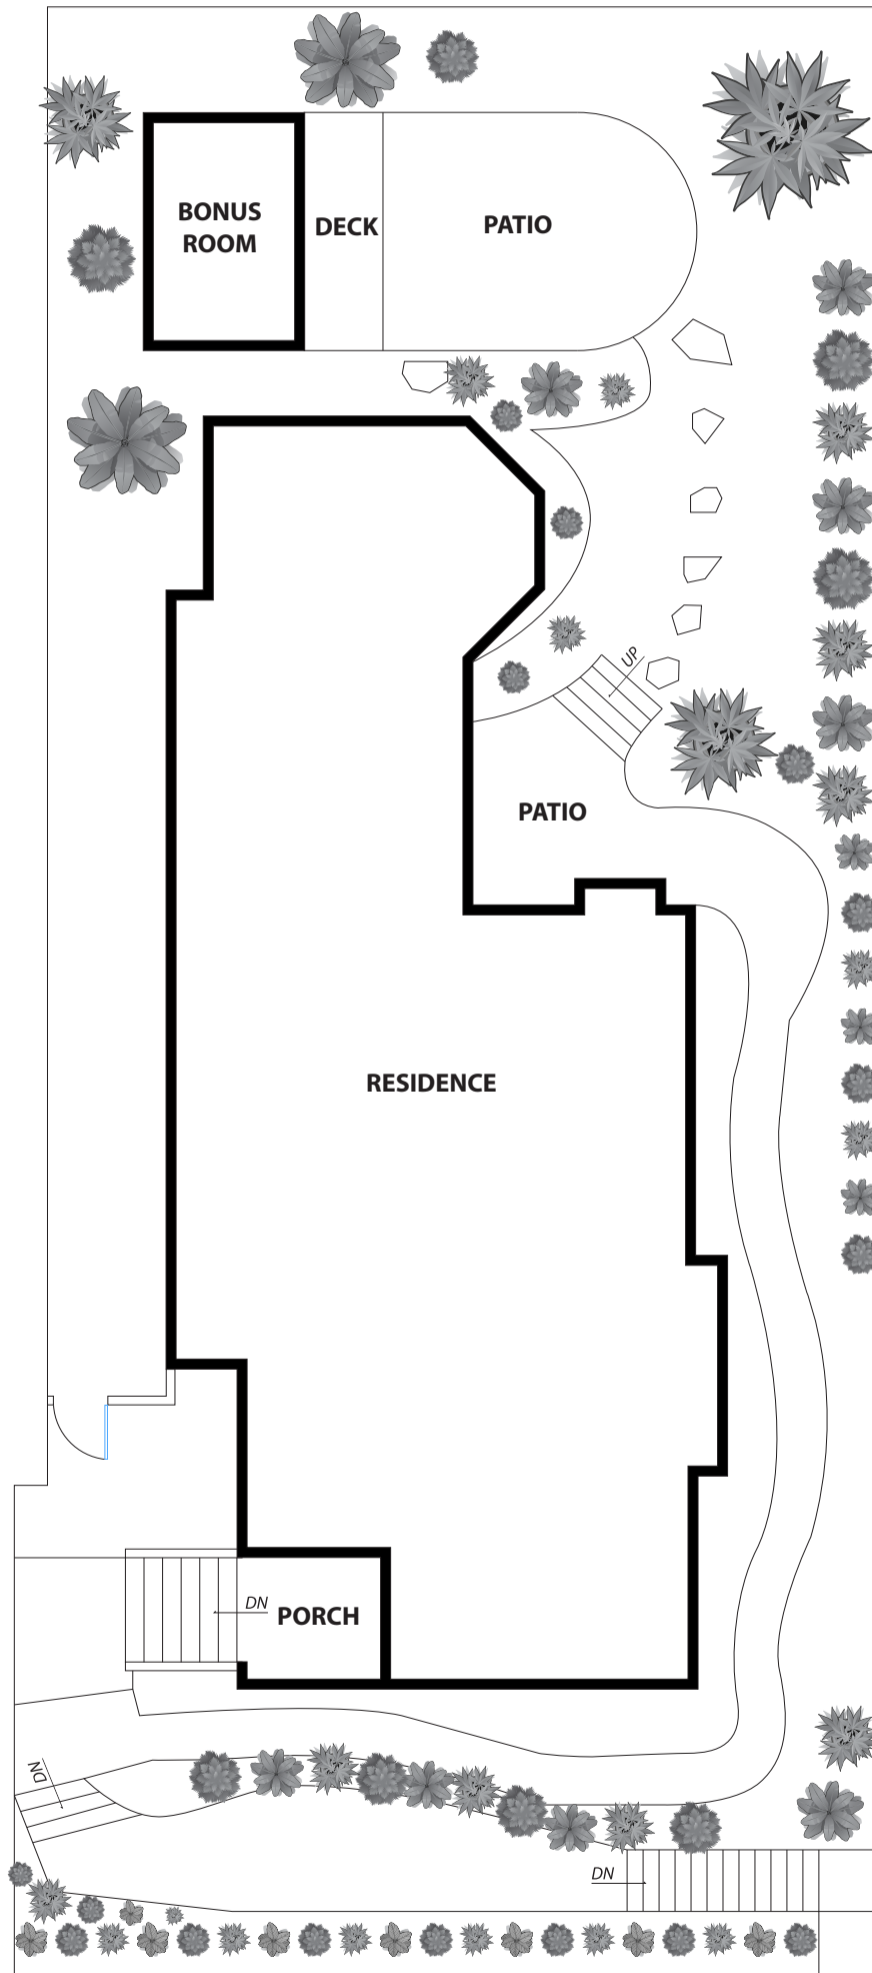 BONUS
ROOM
DECK
PATIO
UP
PATIO
RESIDENCE
DN
PORCH
DN
DN